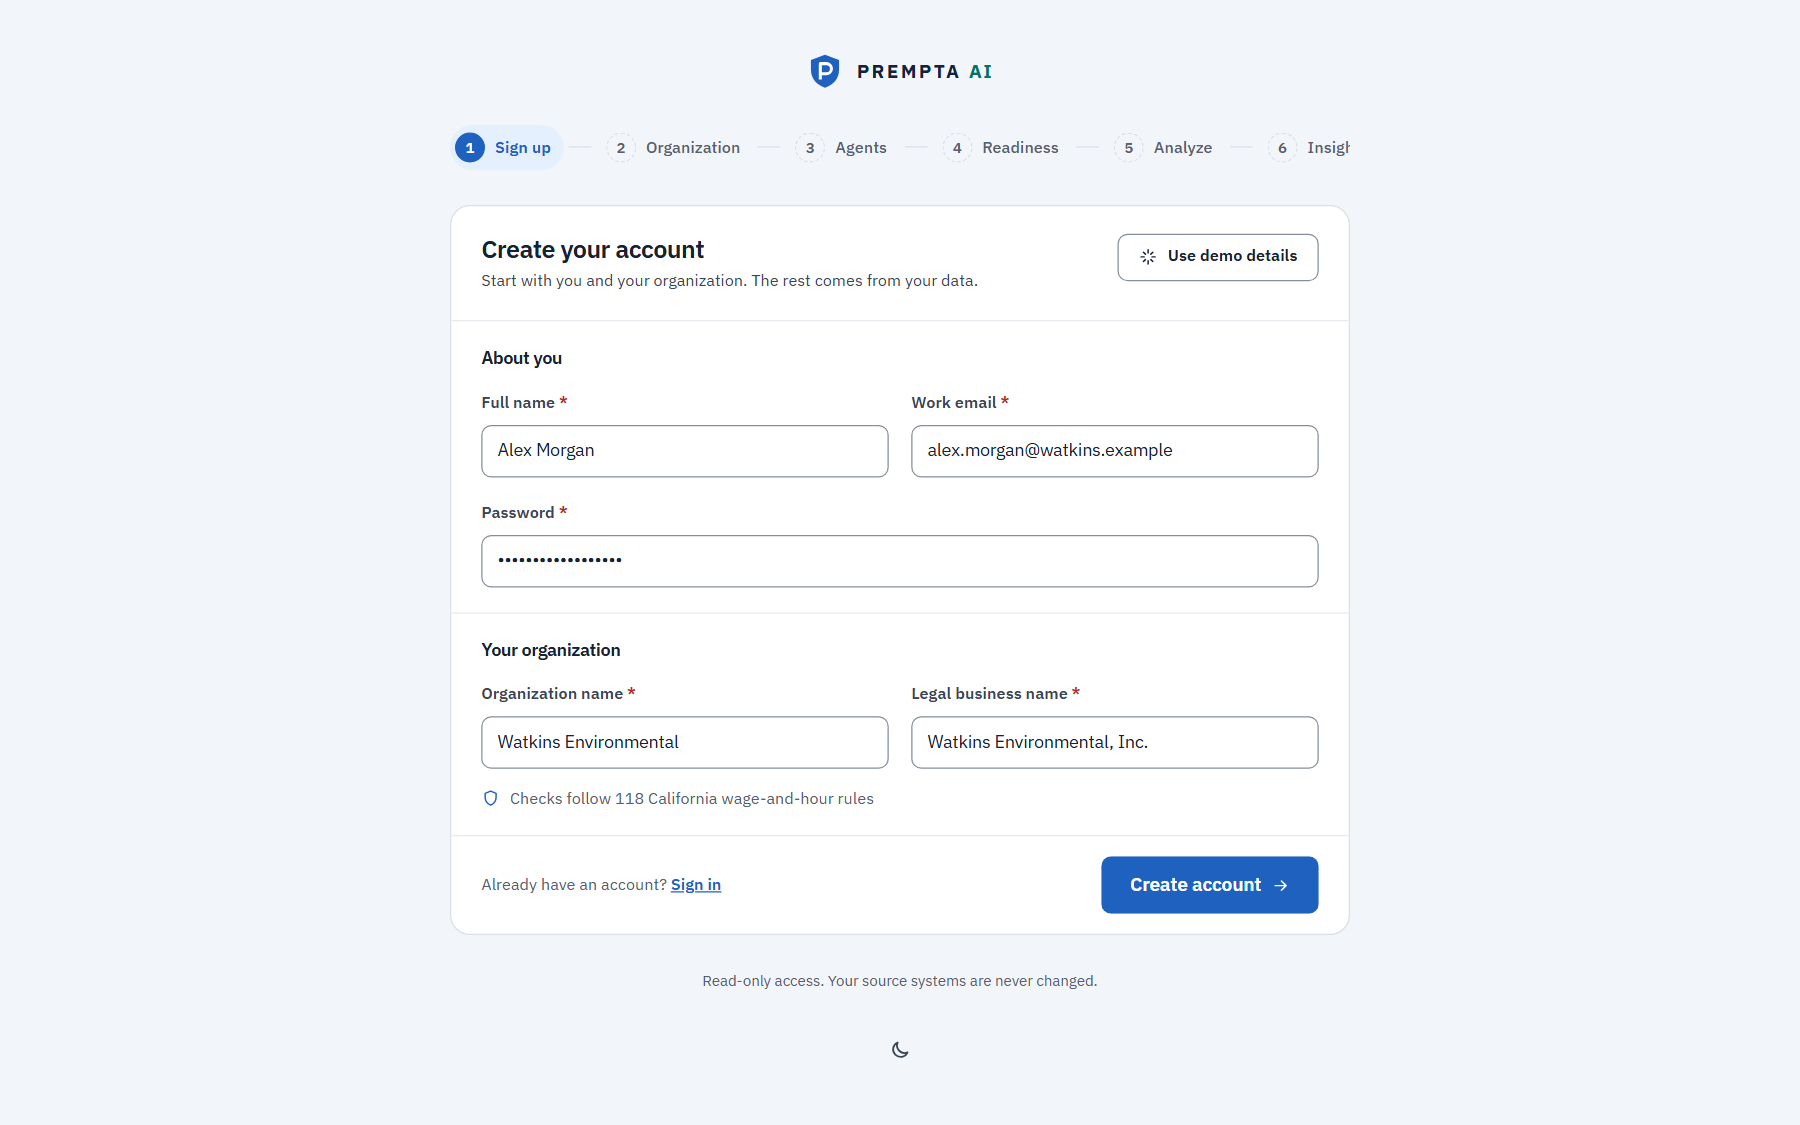 PREMPTA AI
1 Sign up
2 Organization
3 Agents
4 Readiness
5 Analyze
6 Insigh
Create your account
Use demo details
Start with you and your organization. The rest comes from your data.
About you
Full name *
Work email *
Alex Morgan
alex.morgan@watkins.example
Password *
••••••••••••••••••
Your organization
Organization name *
Legal business name *
Watkins Environmental
Watkins Environmental, Inc.
Checks follow 118 California wage-and-hour rules
Already have an account? Sign in
Create account →
Read-only access. Your source systems are never changed.